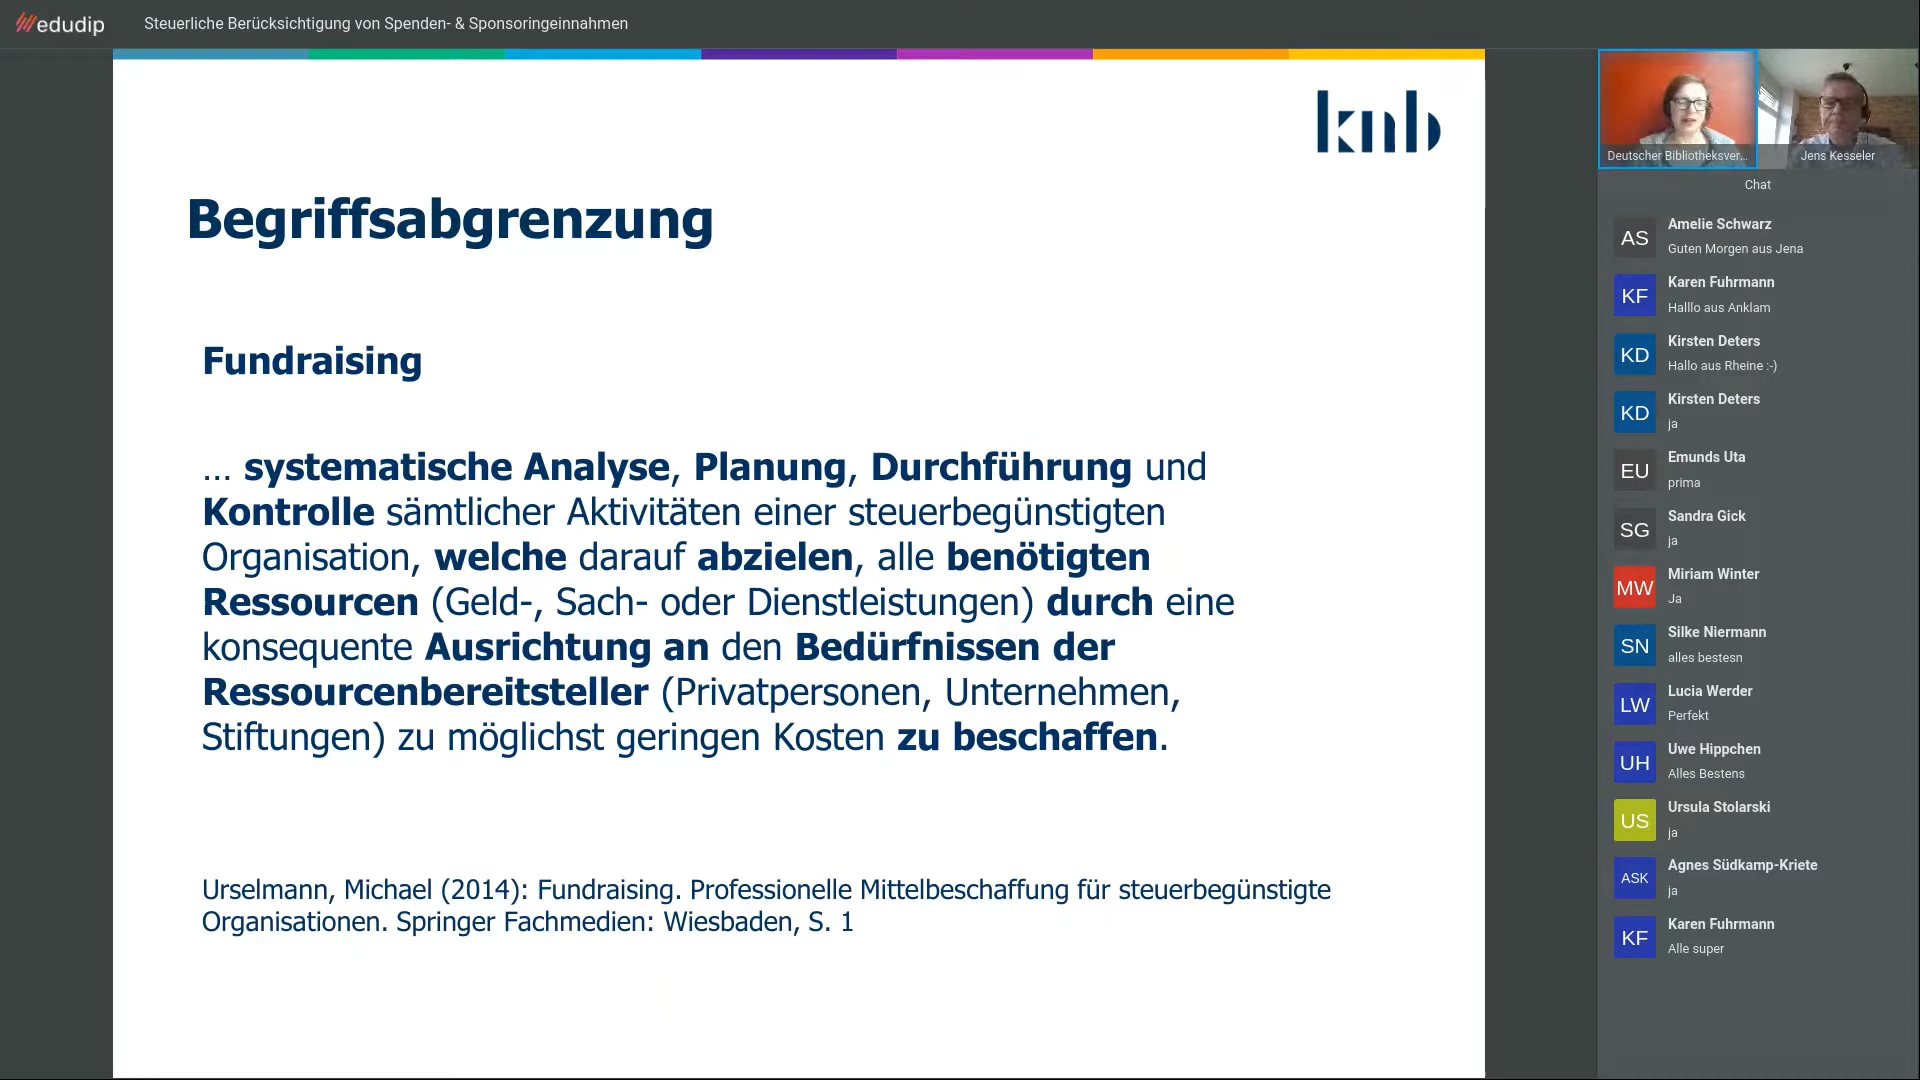 edudip
Steuerliche Berücksichtigung von Spenden- & Sponsoringeinnahmen
knb
Begriffsabgrenzung
Fundraising
... systematische Analyse, Planung, Durchführung und
Kontrolle sämtlicher Aktivitäten einer steuerbegünstigten
Organisation, welche darauf abzielen, alle benötigten
Ressourcen (Geld-, Sach- oder Dienstleistungen) durch eine
konsequente Ausrichtung an den Bedürfnissen der
Ressourcenbereitsteller (Privatpersonen, Unternehmen,
Stiftungen) zu möglichst geringen Kosten zu beschaffen.
Urselmann, Michael (2014): Fundraising. Professionelle Mittelbeschaffung für steuerbegünstigte
Organisationen. Springer Fachmedien: Wiesbaden, S. 1
Deutscher Bibliotheksver...
Jens Kesseler
Chat
AS
Amelie Schwarz
Guten Morgen aus Jena
KF
Karen Fuhrmann
Halllo aus Anklam
KD
Kirsten Deters
Hallo aus Rheine :-)
KD
Kirsten Deters
ja
EU
Emunds Uta
prima
SG
Sandra Gick
ja
MW
Miriam Winter
Ja
SN
Silke Niermann
alles bestesn
LW
Lucia Werder
Perfekt
UH
Uwe Hippchen
Alles Bestens
US
Ursula Stolarski
ja
ASK
Agnes Südkamp-Kriete
ja
KF
Karen Fuhrmann
Alle super